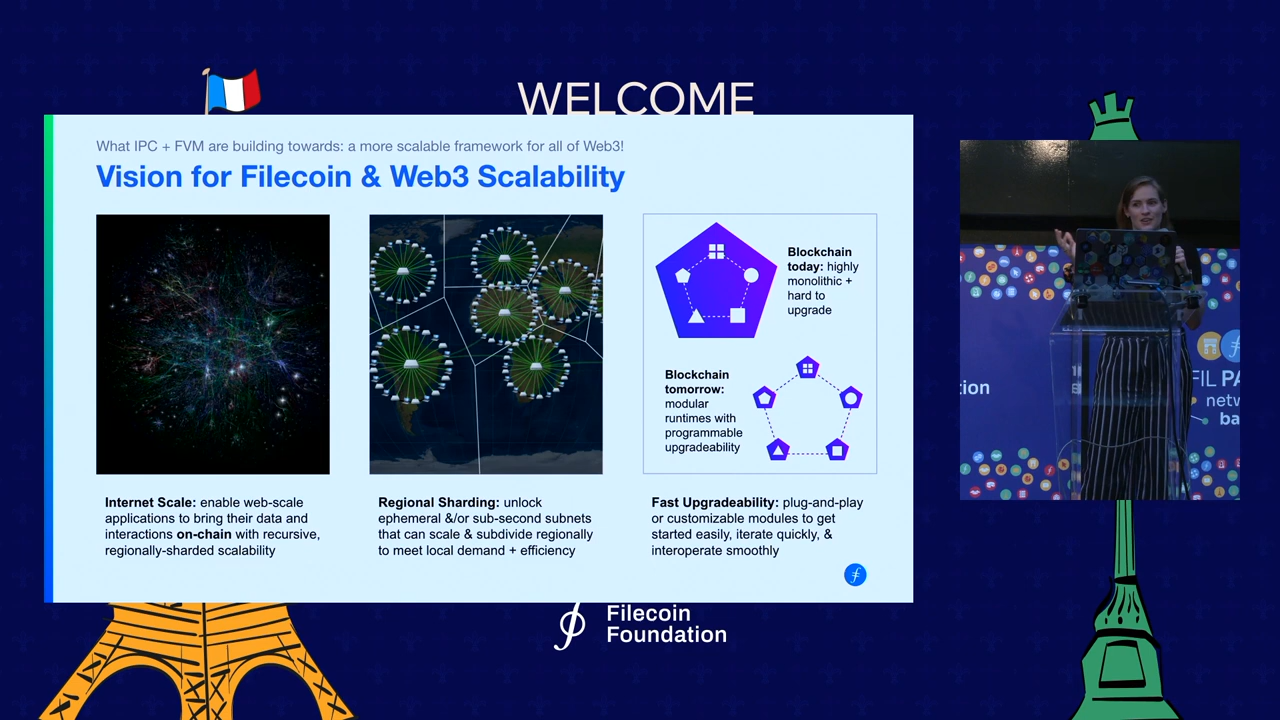 WELCOME
What IPC + FVM are building towards: a more scalable framework for all of Web3!
Vision for Filecoin & Web3 Scalability
Blockchain
today: highly
monolithic +
hard to
upgrade
Blockchain
tomorrow:
modular
runtimes with
programmable
upgradeability
Internet Scale: enable web-scale
applications to bring their data and
interactions on-chain with recursive,
regionally-sharded scalability
Regional Sharding: unlock
ephemeral &/or sub-second subnets
that can scale & subdivide regionally
to meet local demand + efficiency
Fast Upgradeability: plug-and-play
or customizable modules to get
started easily, iterate quickly, &
interoperate smoothly
Filecoin
Foundation
tion
FIL PA
netw
ba